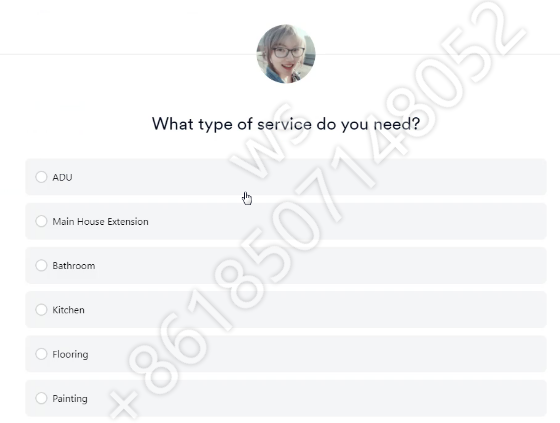 What type of service do you need?
ADU
Main House Extension
Bathroom
Kitchen
Flooring
Painting
ws
+8618507148052